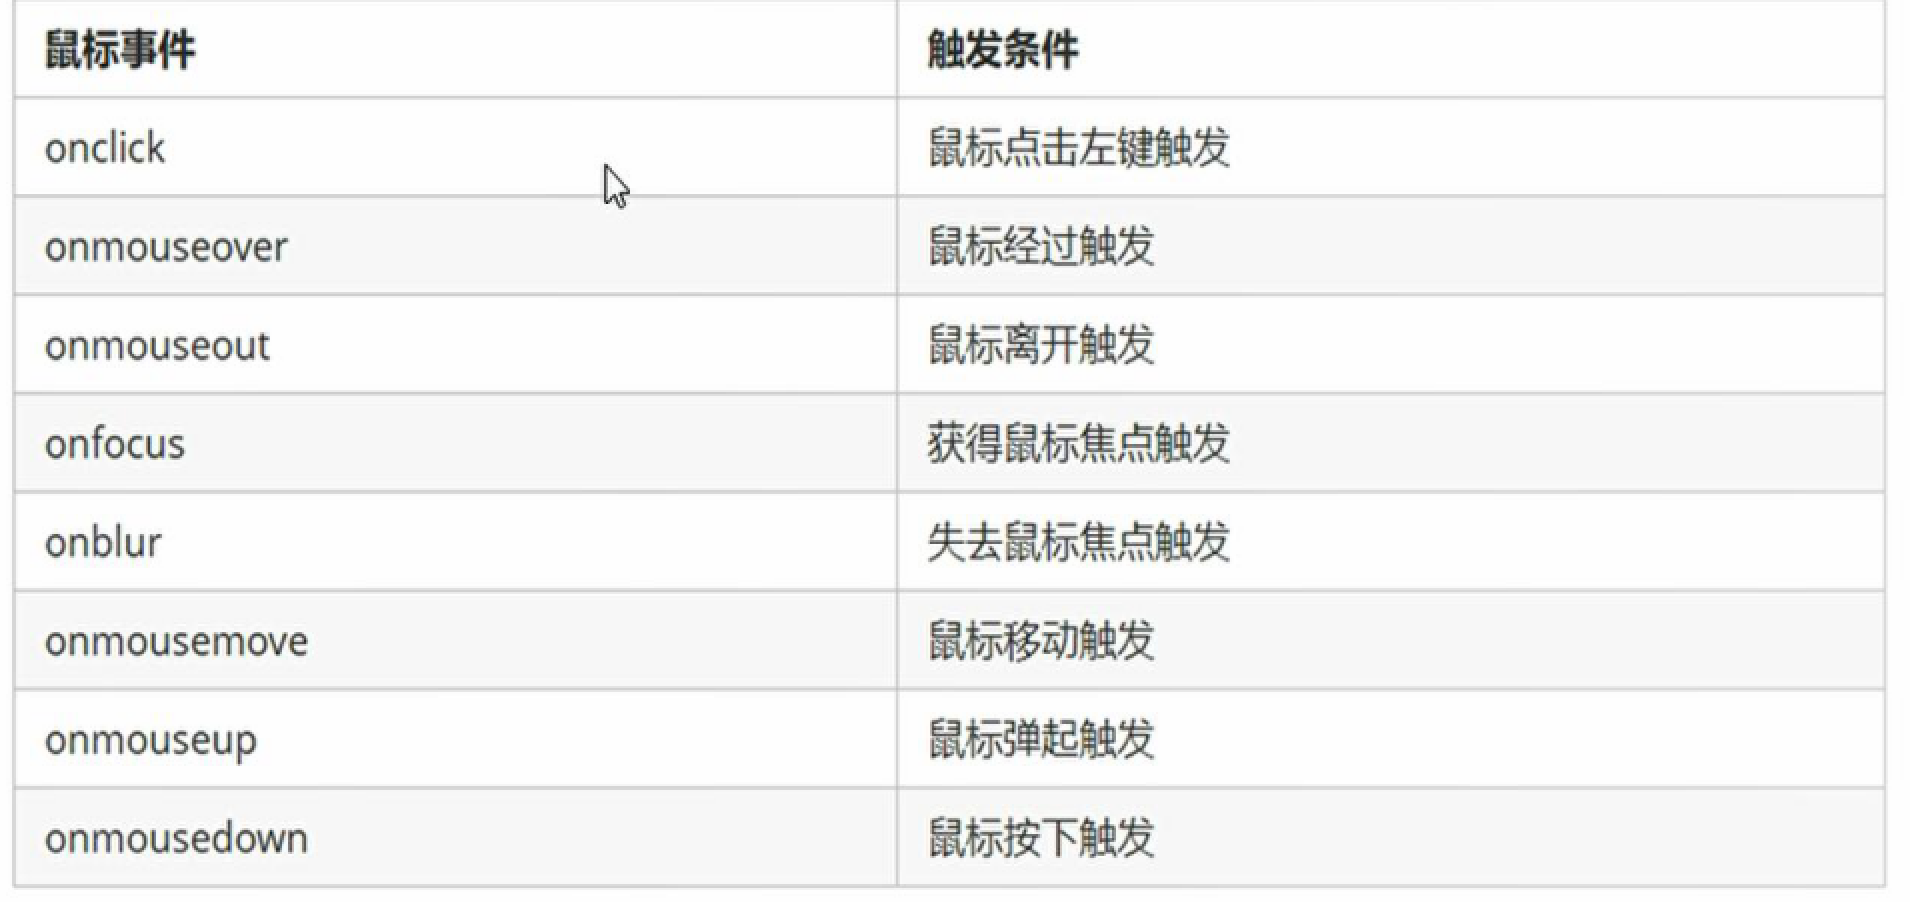 鼠标事件 触发条件
onclick 鼠标点击左键触发
onmouseover 鼠标经过触发
onmouseout 鼠标离开触发
onfocus 获得鼠标焦点触发
onblur 失去鼠标焦点触发
onmousemove 鼠标移动触发
onmouseup 鼠标弹起触发
onmousedown 鼠标按下触发